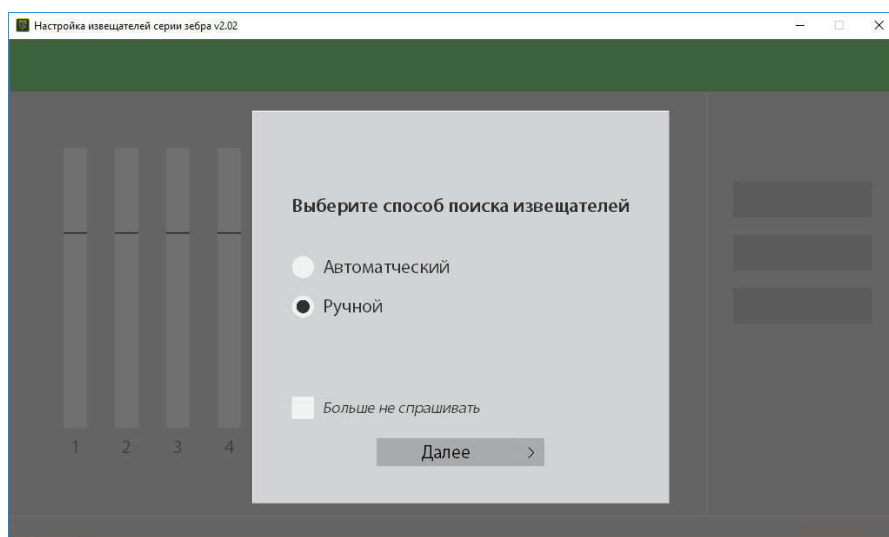 Настройка извещателей серии зебра v2.02
Выберите способ поиска извещателей
Автоматческий
Ручной
Больше не спрашивать
Далее
1 2 3 4